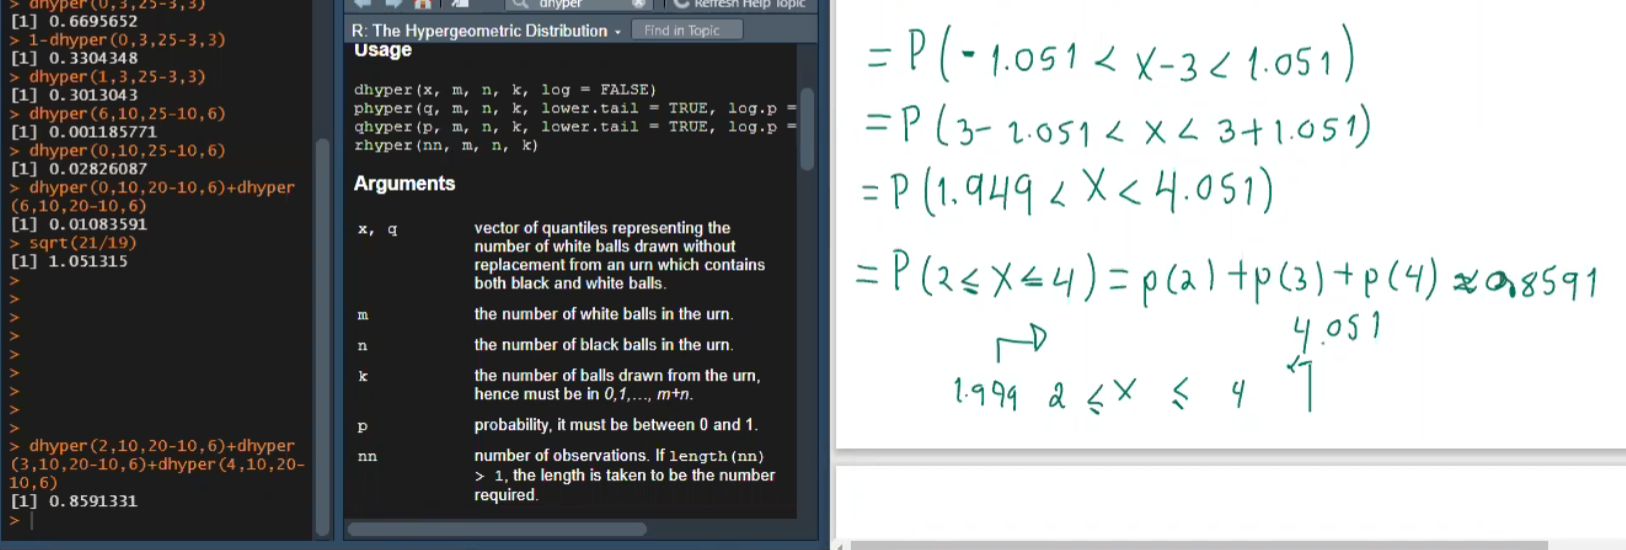 > dhyper(0,3,25-3,3)
[1] 0.6695652
> 1-dhyper(0,3,25-3,3)
[1] 0.3304348
> dhyper(1,3,25-3,3)
[1] 0.3013043
> dhyper(6,10,25-10,6)
[1] 0.001185771
> dhyper(0,10,25-10,6)
[1] 0.02826087
> dhyper(0,10,20-10,6)+dhyper
(6,10,20-10,6)
[1] 0.01083591
> sqrt(21/19)
[1] 1.051315
>
>
>
>
>
>
>
>
>
> dhyper(2,10,20-10,6)+dhyper
(3,10,20-10,6)+dhyper(4,10,20-
10,6)
[1] 0.8591331
>
dhyper
Refresh Help Topic
R: The Hypergeometric Distribution
Find in Topic
Usage
dhyper(x, m, n, k, log = FALSE)
phyper(q, m, n, k, lower.tail = TRUE, log.p =
qhyper(p, m, n, k, lower.tail = TRUE, log.p =
rhyper(nn, m, n, k)
Arguments
x, q vector of quantiles representing the
number of white balls drawn without
replacement from an urn which contains
both black and white balls.
m the number of white balls in the urn.
n the number of black balls in the urn.
k the number of balls drawn from the urn,
hence must be in 0,1,..., m+n.
p probability, it must be between 0 and 1.
nn number of observations. If length(nn)
> 1, the length is taken to be the number
required.
= P(-1.051 < X-3 < 1.051)
= P(3- 1.051 < X < 3+1.051)
= P(1.949 < X < 4.051)
= P(2 ≤ X ≤ 4) = p(2) + p(3) + p(4) ≈ 0.8591
4.051
1.949 2 ≤ X ≤ 4